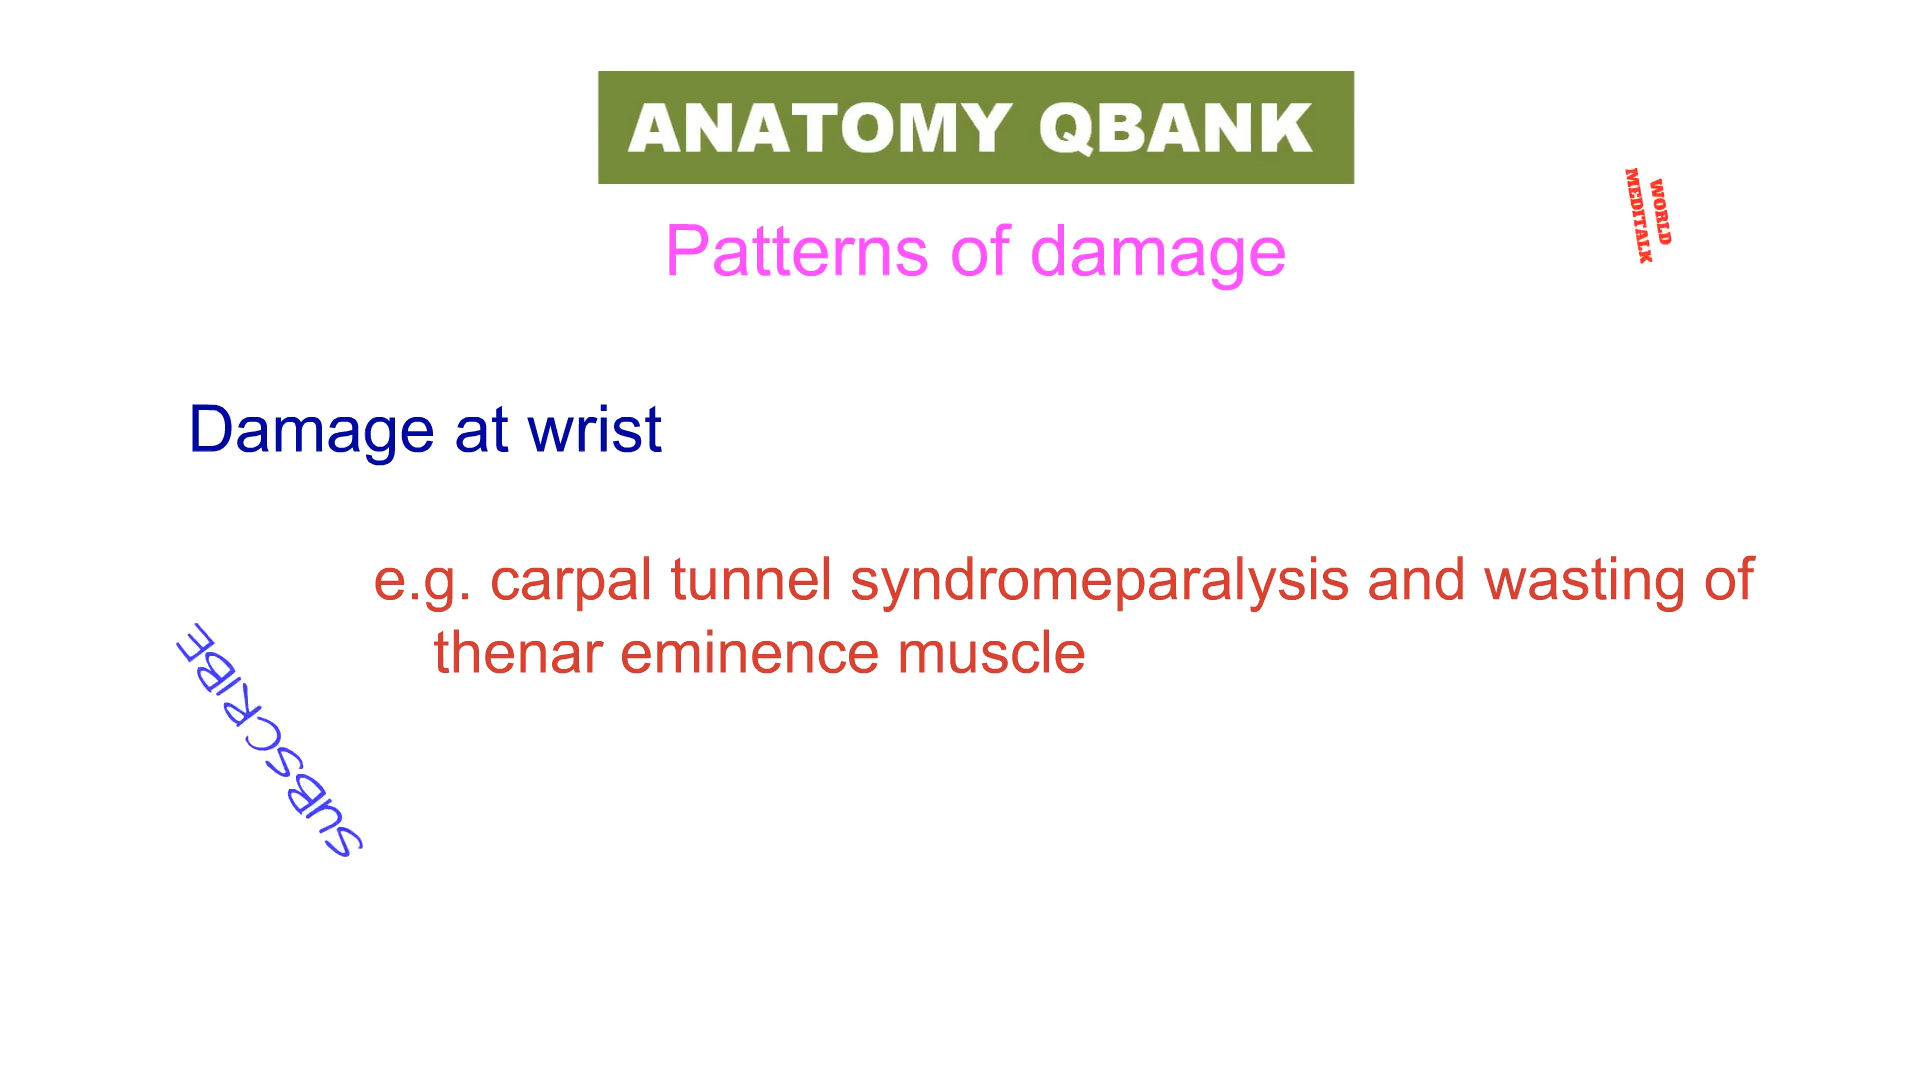 ANATOMY QBANK
WORLD
MEDITALK
Patterns of damage
Damage at wrist
e.g. carpal tunnel syndromeparalysis and wasting of
thenar eminence muscle
SUBSCRIBE